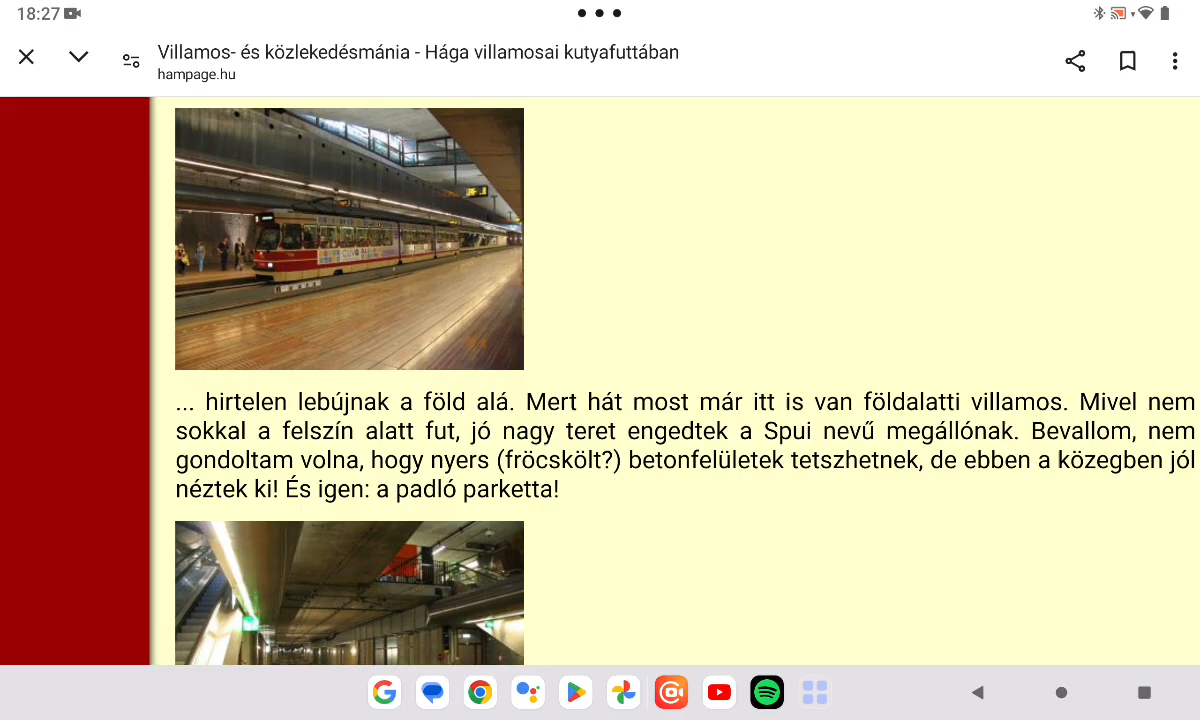 18:27
Villamos- és közlekedésmánia - Hága villamosai kutyafuttában
hampage.hu
... hirtelen lebújnak a föld alá. Mert hát most már itt is van földalatti villamos. Mivel nem
sokkal a felszín alatt fut, jó nagy teret engedtek a Spui nevű megállónak. Bevallom, nem
gondoltam volna, hogy nyers (fröcskölt?) betonfelületek tetszhetnek, de ebben a közegben jól
néztek ki! És igen: a padló parketta!